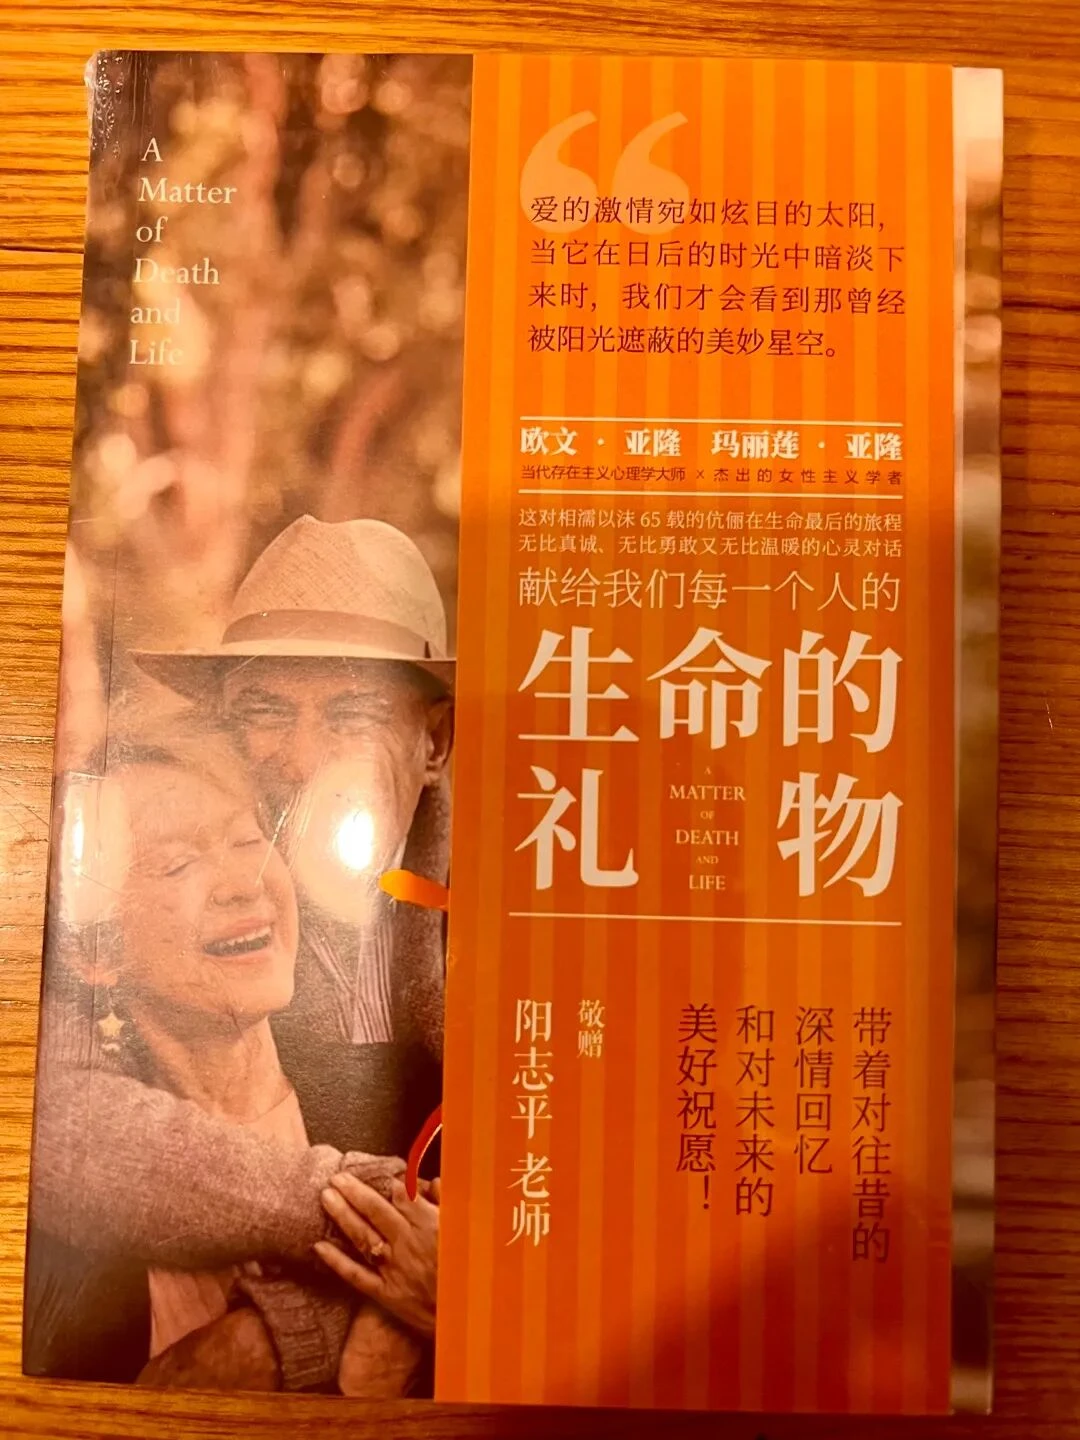 A
Matter
of
Death
and
Life
爱的激情宛如炫目的太阳，
当它在日后的时光中暗淡下
来时，我们才会看到那曾经
被阳光遮蔽的美妙星空。
欧文·亚隆 玛丽莲·亚隆
当代存在主义心理学大师 × 杰出的女性主义学者
这对相濡以沫 65 载的伉俪在生命最后的旅程
无比真诚、无比勇敢又无比温暖的心灵对话
献给我们每一个人的
生命的
礼物
A
MATTER
OF
DEATH
AND
LIFE
带着对往昔的
深情回忆
和对未来的
美好祝愿！
敬赠
阳志平 老师